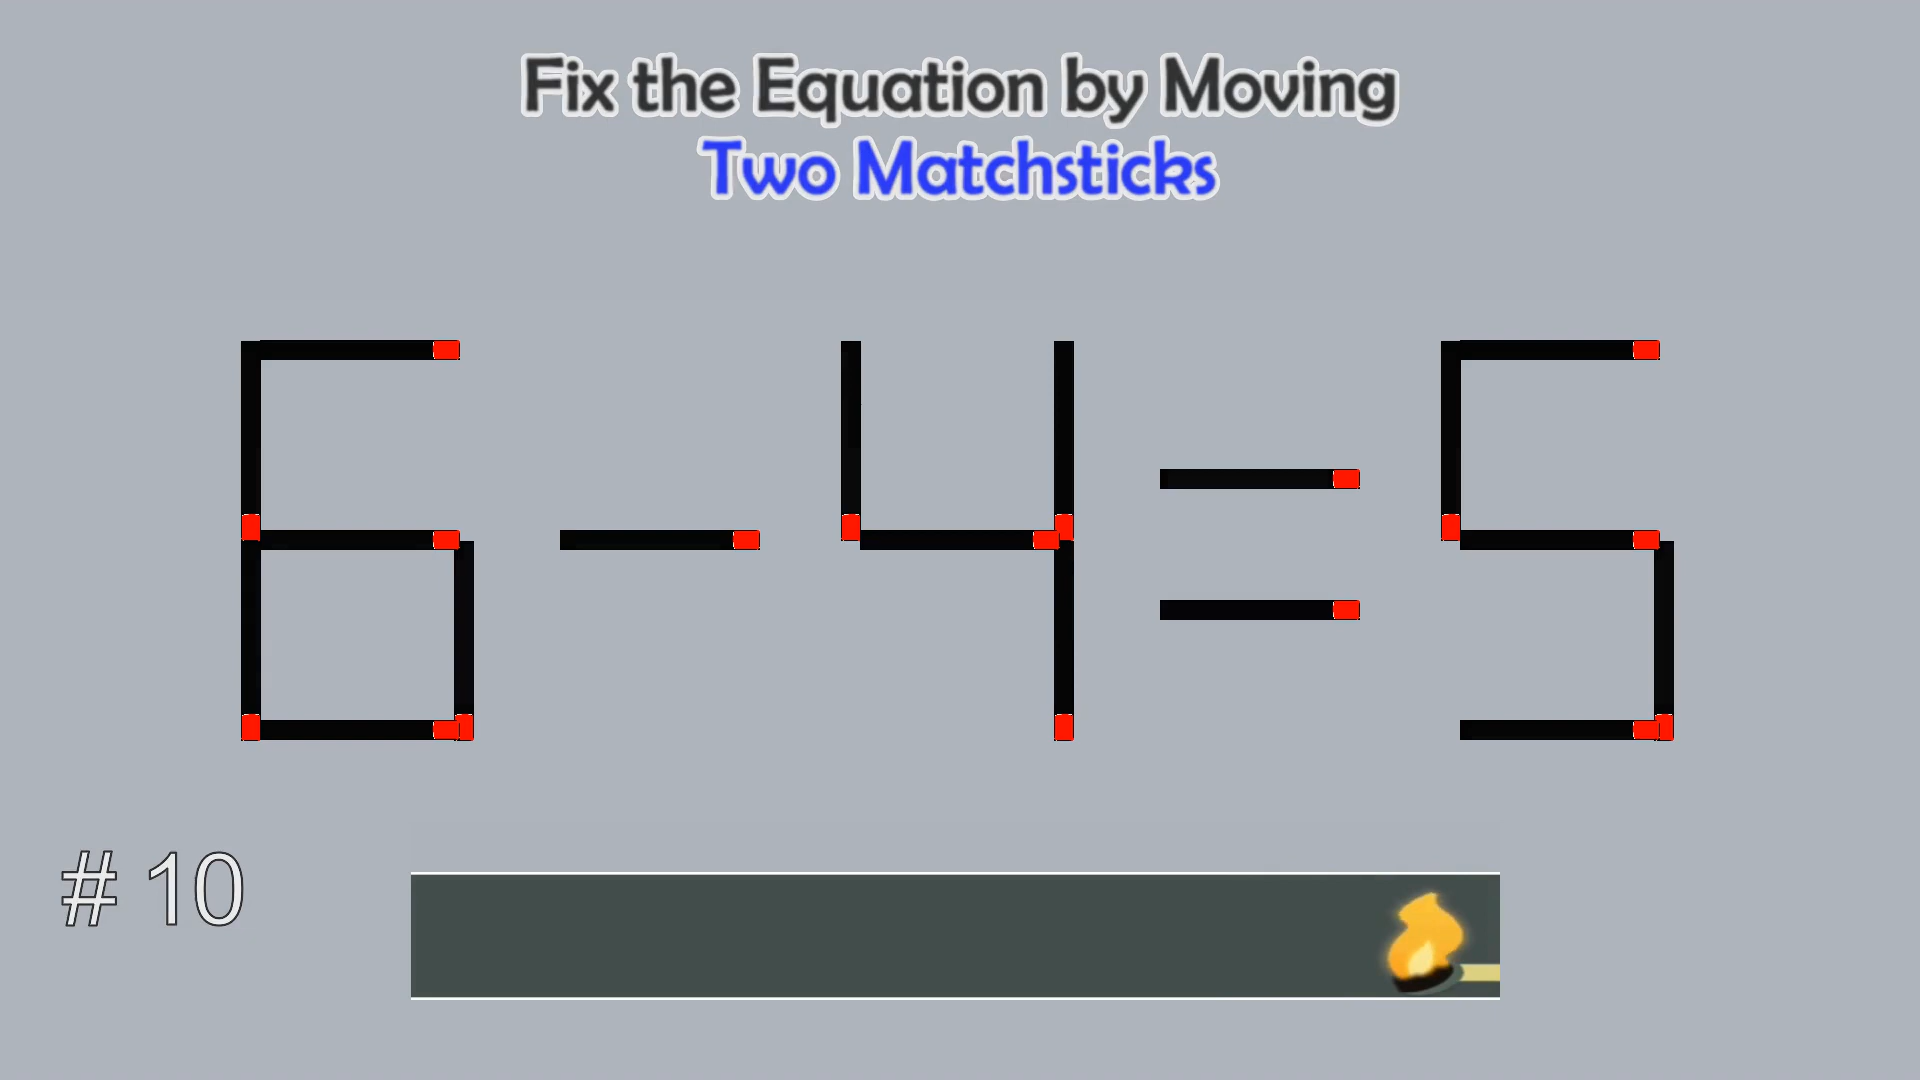 Fix the Equation by Moving
Two Matchsticks
6 - 4 = 5
# 10